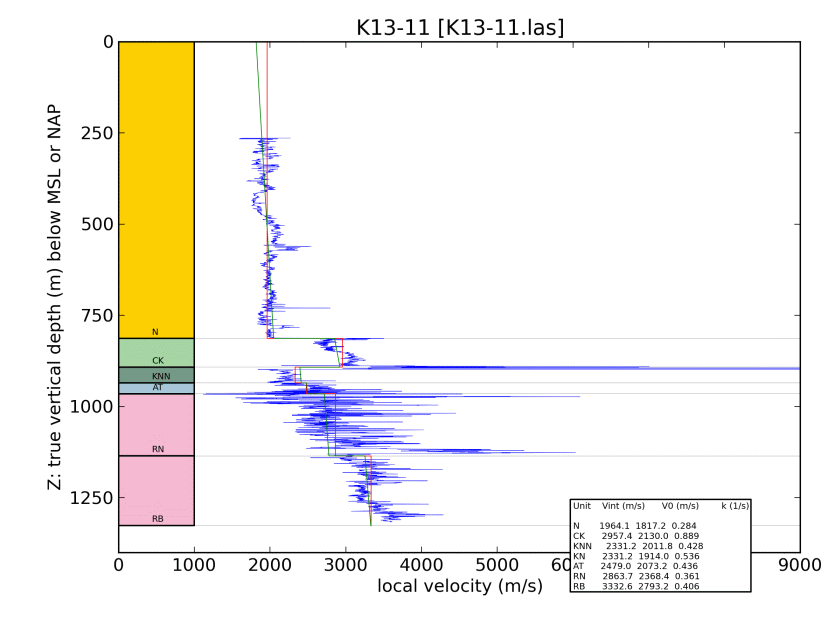 K13-11 [K13-11.las]
Z: true vertical depth (m) below MSL or NAP
0
250
500
750
1000
1250
N
CK
KNN
AT
RN
RB
Unit Vint (m/s) V0 (m/s) k (1/s)
N 1964.1 1817.2 0.284
CK 2957.4 2130.0 0.889
KNN 2331.2 2011.8 0.428
KN 2331.2 1914.0 0.536
AT 2479.0 2073.2 0.436
RN 2863.7 2368.4 0.361
RB 3332.6 2793.2 0.406
0 1000 2000 3000 4000 5000 60 9000
local velocity (m/s)